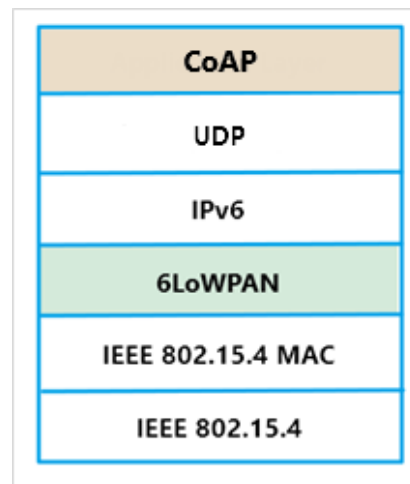 CoAP
UDP
IPv6
6LoWPAN
IEEE 802.15.4 MAC
IEEE 802.15.4